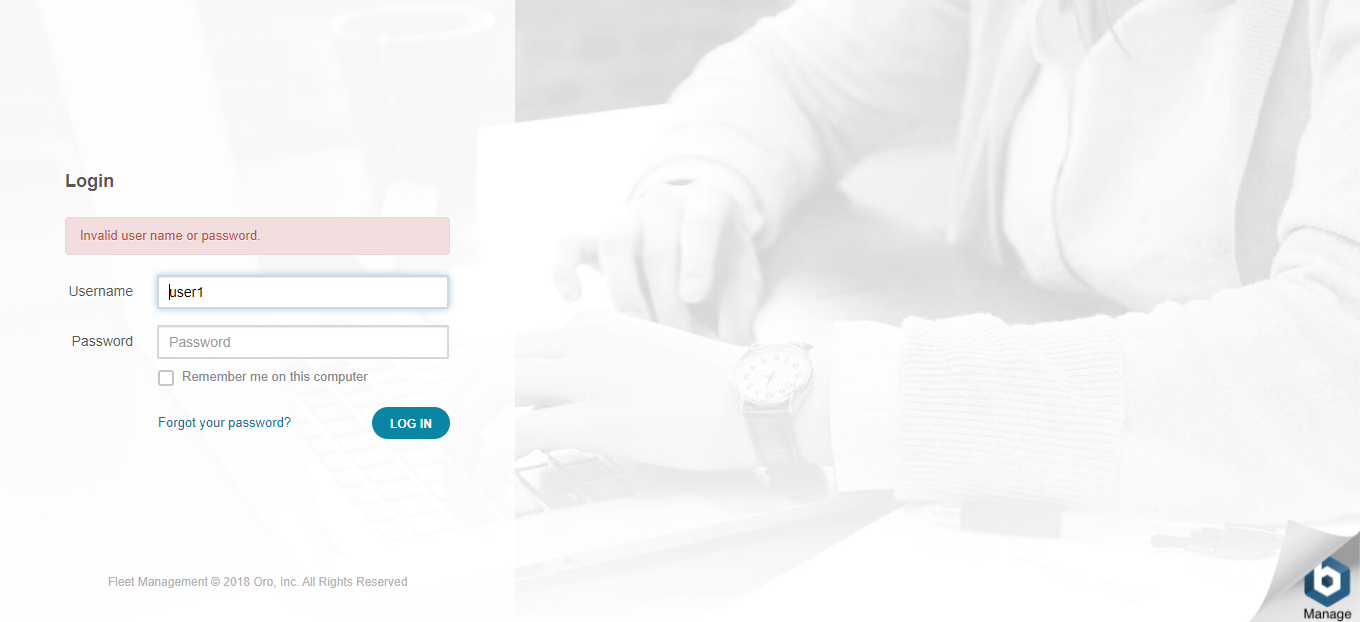 Login
Invalid user name or password.
Username
user1
Password
Password
Remember me on this computer
Forgot your password?
LOG IN
Fleet Management © 2018 Oro, Inc. All Rights Reserved
Manage